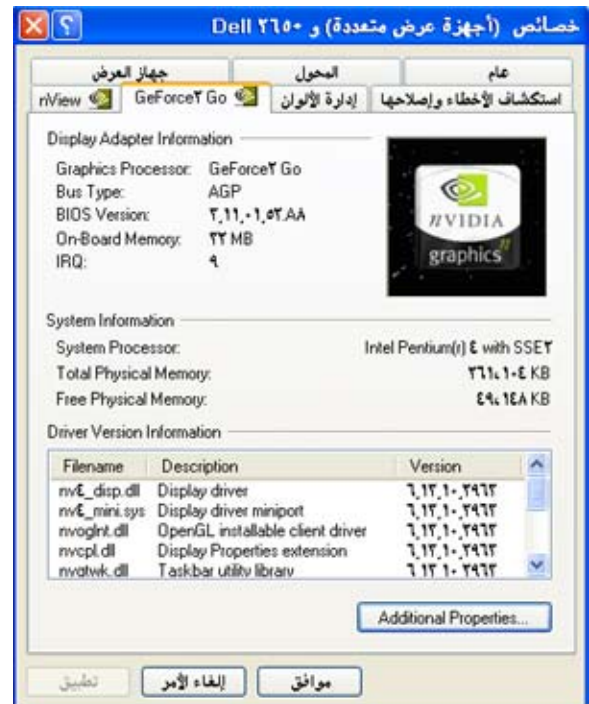 خصائص (أجهزة عرض متعددة) و Dell ٢٦٥٠
عام المحول جهاز العرض
استكشاف الأخطاء وإصلاحها إدارة الألوان GeForce٢ Go nView
Display Adapter Information
Graphics Processor: GeForce٢ Go
Bus Type: AGP
BIOS Version:
On-Board Memory: ٣٢ MB
IRQ: ٩
nVIDIA
graphics
System Information
System Processor: Intel Pentium(r) ٤ with SSE٢
Total Physical Memory: ٢٦١،١٠٤ KB
Free Physical Memory: ٤٩،١٤٨ KB
Driver Version Information
Filename Description Version
nv٤_disp.dll Display driver ٦,١٣,١٠,٢٩٦٣
nv٤_mini.sys Display driver miniport ٦,١٣,١٠,٢٩٦٣
nvoglnt.dll OpenGL installable client driver ٦,١٣,١٠,٢٩٦٣
nvcpl.dll Display Properties extension ٦,١٣,١٠,٢٩٦٣
nvqtwk.dll Taskbar utility library ٦,١٣,١٠,٢٩٦٣
Additional Properties...
موافق إلغاء الأمر تطبيق